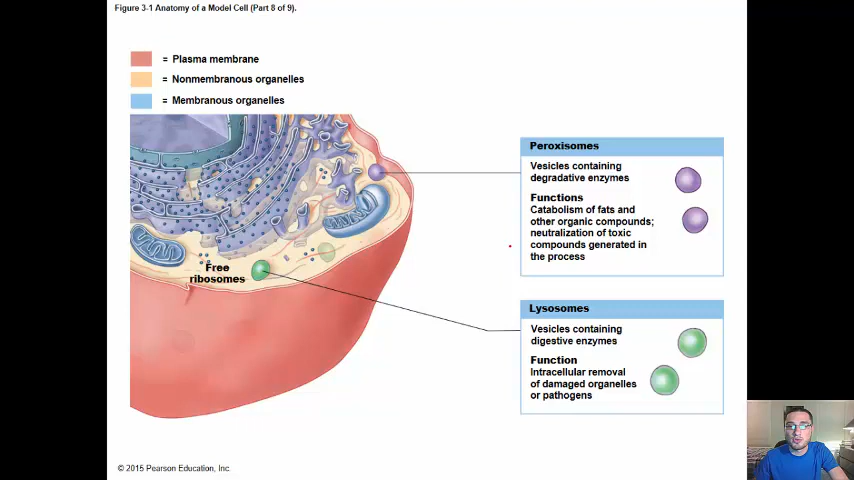 Figure 3-1 Anatomy of a Model Cell (Part 8 of 9).
= Plasma membrane
= Nonmembranous organelles
= Membranous organelles
Free
ribosomes
Peroxisomes
Vesicles containing
degradative enzymes
Functions
Catabolism of fats and
other organic compounds;
neutralization of toxic
compounds generated in
the process
Lysosomes
Vesicles containing
digestive enzymes
Function
Intracellular removal
of damaged organelles
or pathogens
© 2015 Pearson Education, Inc.